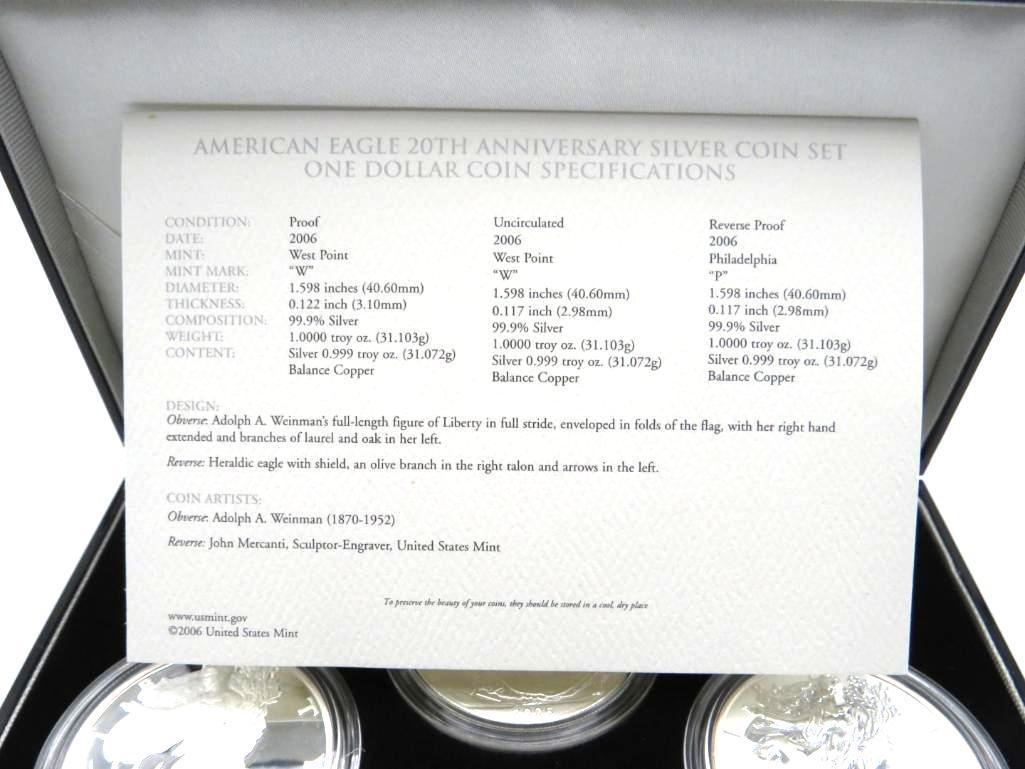 AMERICAN EAGLE 20TH ANNIVERSARY SILVER COIN SET
ONE DOLLAR COIN SPECIFICATIONS
CONDITION: Proof Uncirculated Reverse Proof
DATE: 2006 2006 2006
MINT: West Point West Point Philadelphia
MINT MARK: “W” “W” “P”
DIAMETER: 1.598 inches (40.60mm) 1.598 inches (40.60mm) 1.598 inches (40.60mm)
THICKNESS: 0.122 inch (3.10mm) 0.117 inch (2.98mm) 0.117 inch (2.98mm)
COMPOSITION: 99.9% Silver 99.9% Silver 99.9% Silver
WEIGHT: 1.0000 troy oz. (31.103g) 1.0000 troy oz. (31.103g) 1.0000 troy oz. (31.103g)
CONTENT: Silver 0.999 troy oz. (31.072g) Silver 0.999 troy oz. (31.072g) Silver 0.999 troy oz. (31.072g)
Balance Copper Balance Copper Balance Copper
DESIGN:
Obverse: Adolph A. Weinman's full-length figure of Liberty in full stride, enveloped in folds of the flag, with her right hand
extended and branches of laurel and oak in her left.
Reverse: Heraldic eagle with shield, an olive branch in the right talon and arrows in the left.
COIN ARTISTS:
Obverse: Adolph A. Weinman (1870-1952)
Reverse: John Mercanti, Sculptor-Engraver, United States Mint
To preserve the beauty of your coins, they should be stored in a cool, dry place
www.usmint.gov
©2006 United States Mint